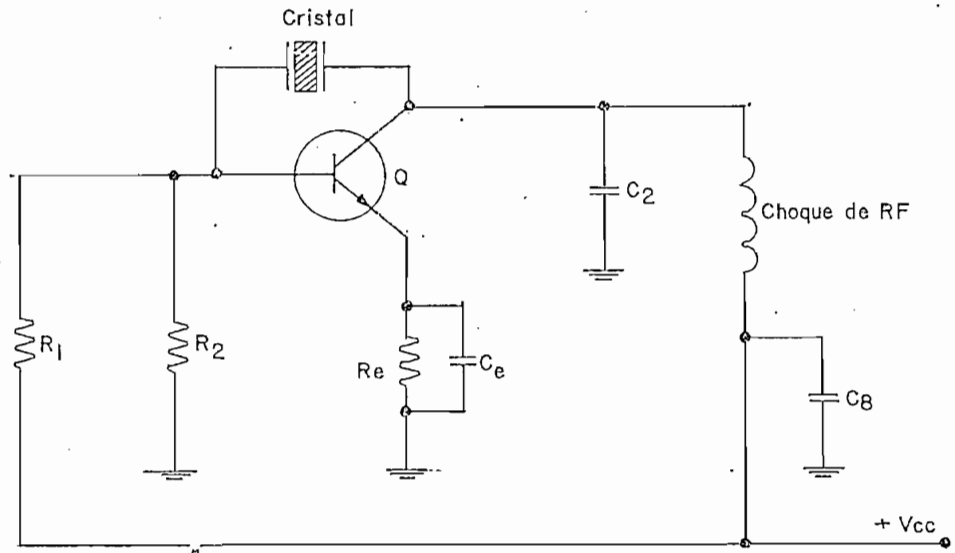 Cristal
Q
C2
Choque de RF
R1
R2
Re
Ce
C8
+ Vcc